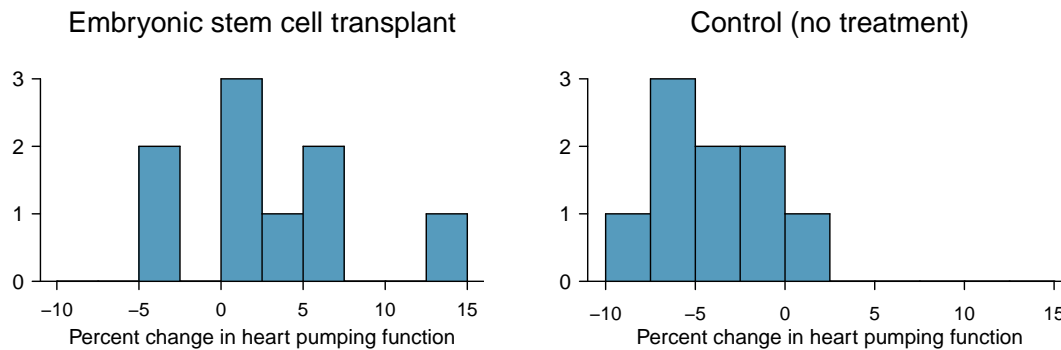 Embryonic stem cell transplant
3
2
1
0
−10 −5 0 5 10 15
Percent change in heart pumping function
Control (no treatment)
3
2
1
0
−10 −5 0 5 10 15
Percent change in heart pumping function